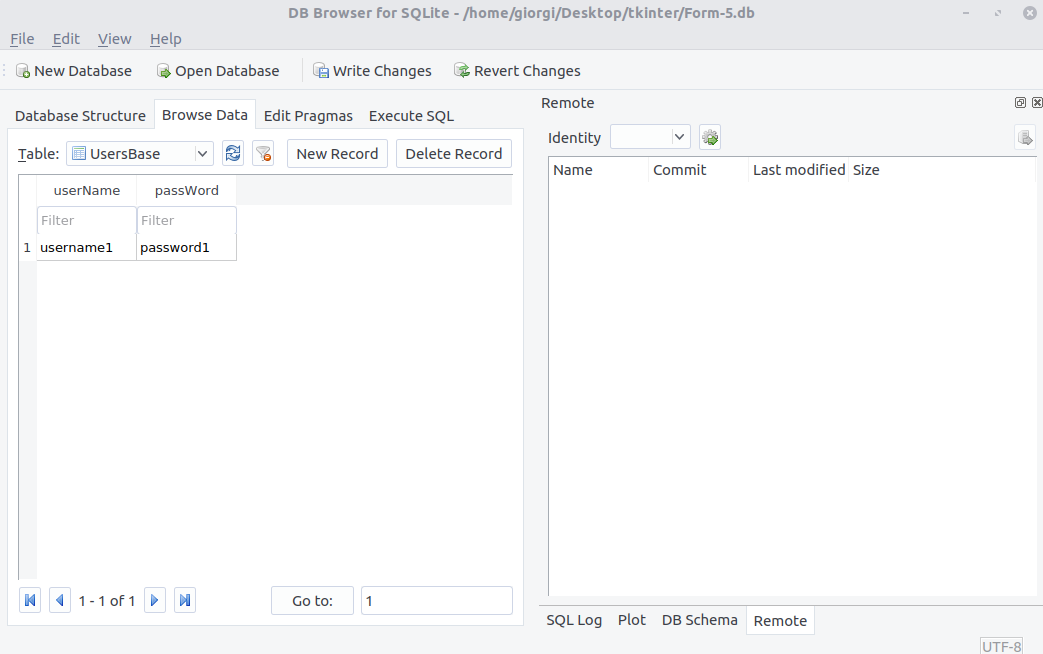 DB Browser for SQLite - /home/giorgi/Desktop/tkinter/Form-5.db
File Edit View Help
New Database Open Database Write Changes Revert Changes
Database Structure Browse Data Edit Pragmas Execute SQL
Table: UsersBase New Record Delete Record
userName passWord
Filter Filter
1 username1 password1
1 - 1 of 1 Go to: 1
Remote
Identity
Name Commit Last modified Size
SQL Log Plot DB Schema Remote
UTF-8